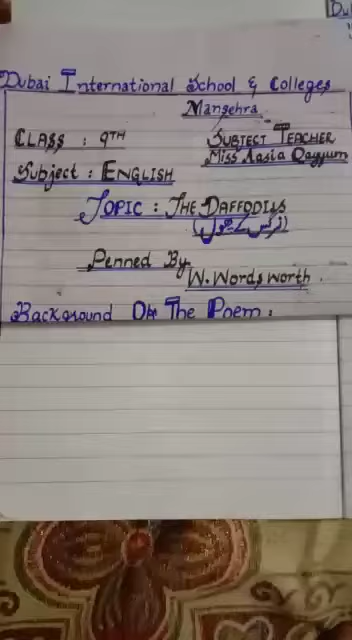 Dubai International School & Colleges
Mansehra
CLASS : 9TH
SUBJECT TEACHER
Miss Aasia Qayyum
Subject : ENGLISH
TOPIC : THE DAFFODILS
(نرگس کے پھول)
Penned By
W. Wordsworth.
Background Of The Poem :